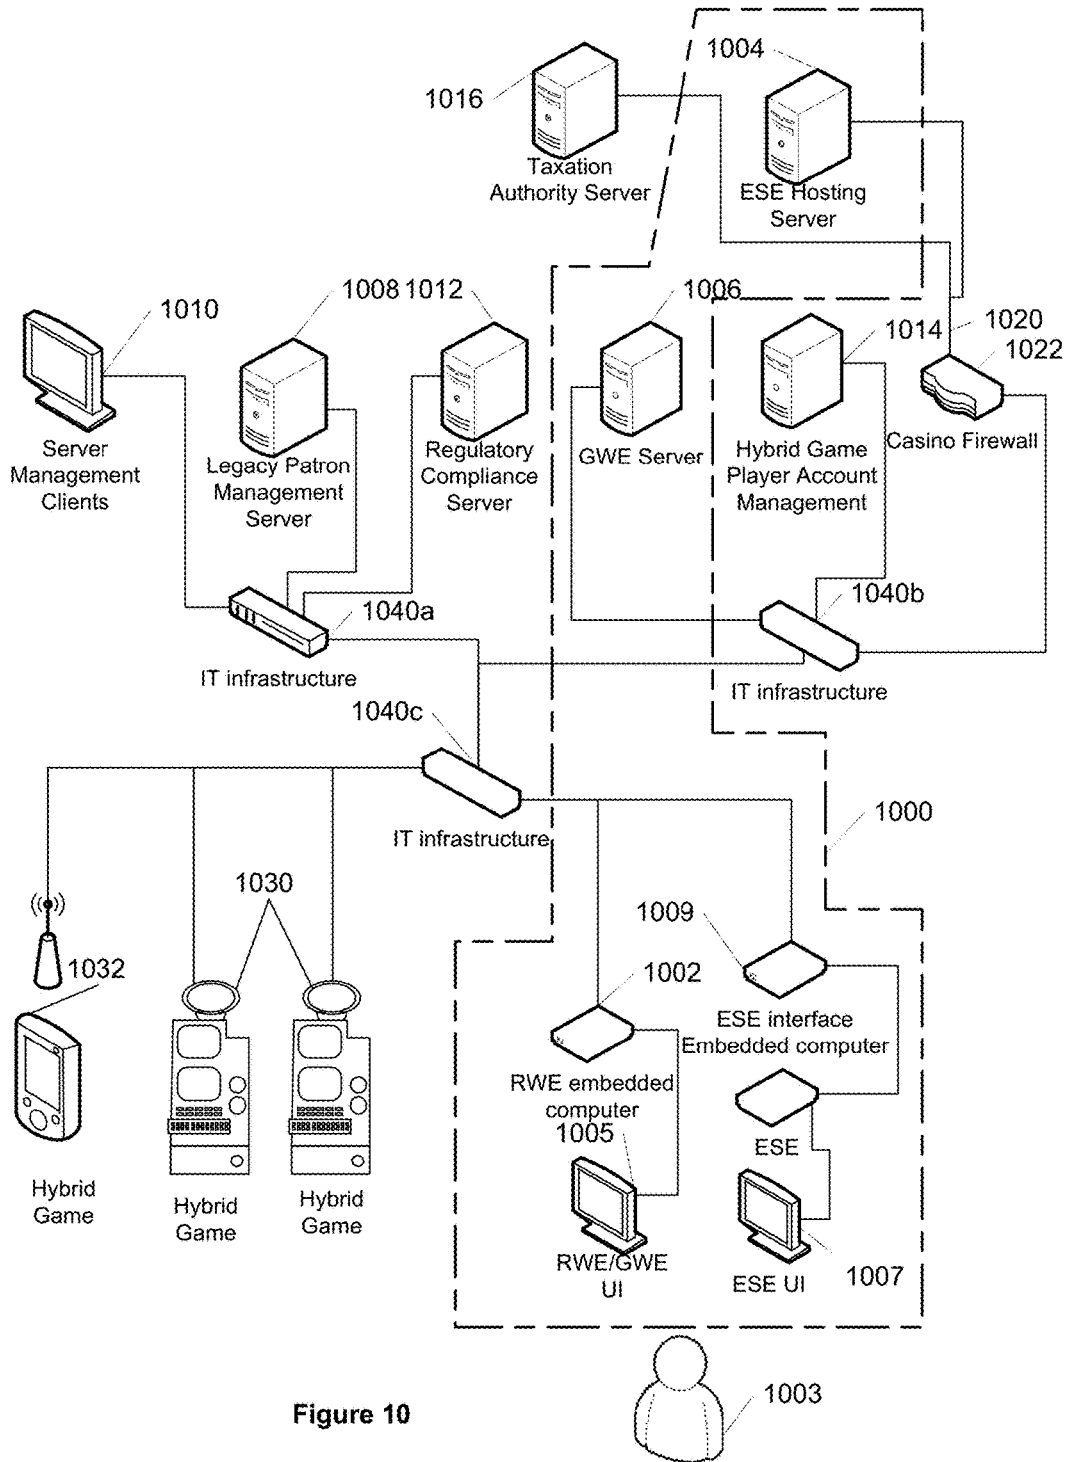 1004
1016
Taxation
Authority Server
ESE Hosting
Server
1010
1008
1012
1006
1014
1020
1022
Server
Management
Clients
Legacy Patron
Management
Server
Regulatory
Compliance
Server
GWE Server
Hybrid Game
Player Account
Management
Casino Firewall
1040a
IT infrastructure
1040b
IT infrastructure
1040c
IT infrastructure
1000
1030
1032
1009
1002
ESE interface
Embedded computer
RWE embedded
computer
1005
ESE
Hybrid
Game
Hybrid
Game
Hybrid
Game
RWE/GWE
UI
ESE UI
1007
1003
Figure 10